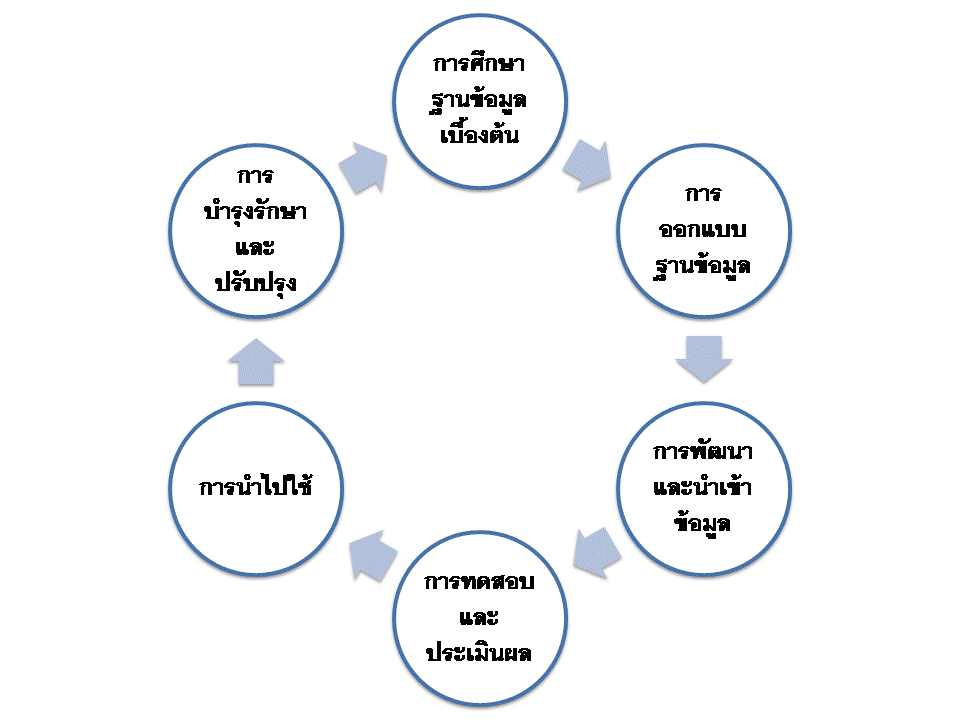 การศึกษา
ฐานข้อมูล
เบื้องต้น
การ
ออกแบบ
ฐานข้อมูล
การพัฒนา
และนำเข้า
ข้อมูล
การทดสอบ
และ
ประเมินผล
การนำไปใช้
การ
บำรุงรักษา
และ
ปรับปรุง